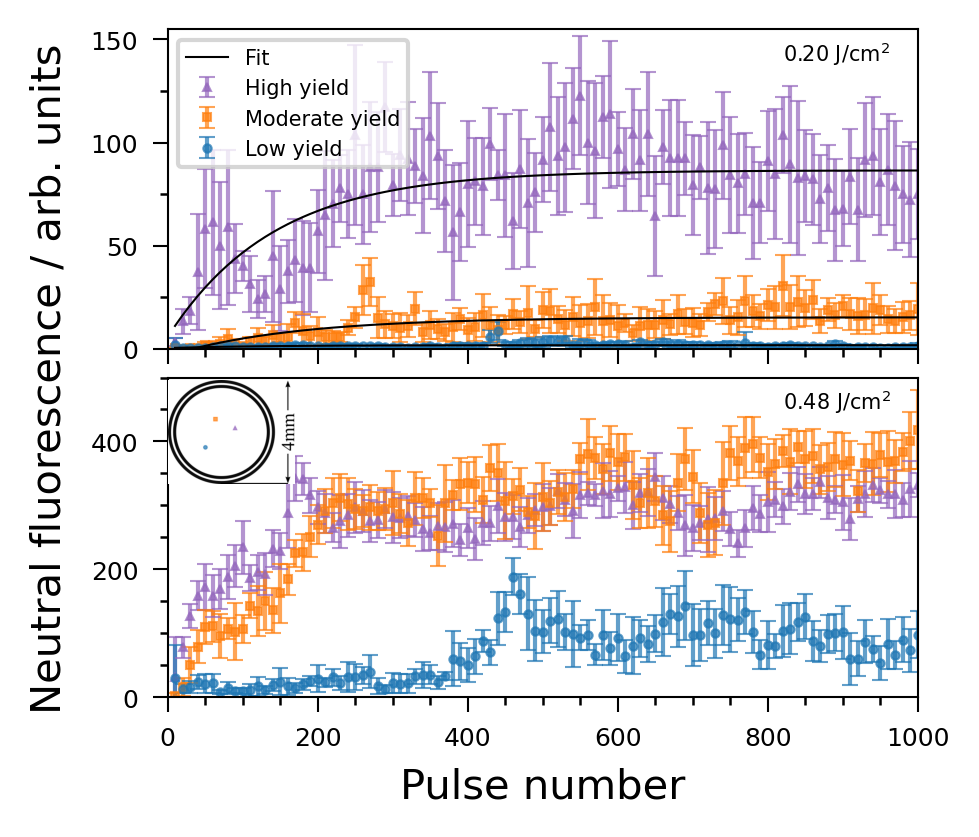 Neutral fluorescence / arb. units
150
100
50
0
Fit
High yield
Moderate yield
Low yield
0.20 J/cm²
400
200
0
4mm
0.48 J/cm²
0 200 400 600 800 1000
Pulse number